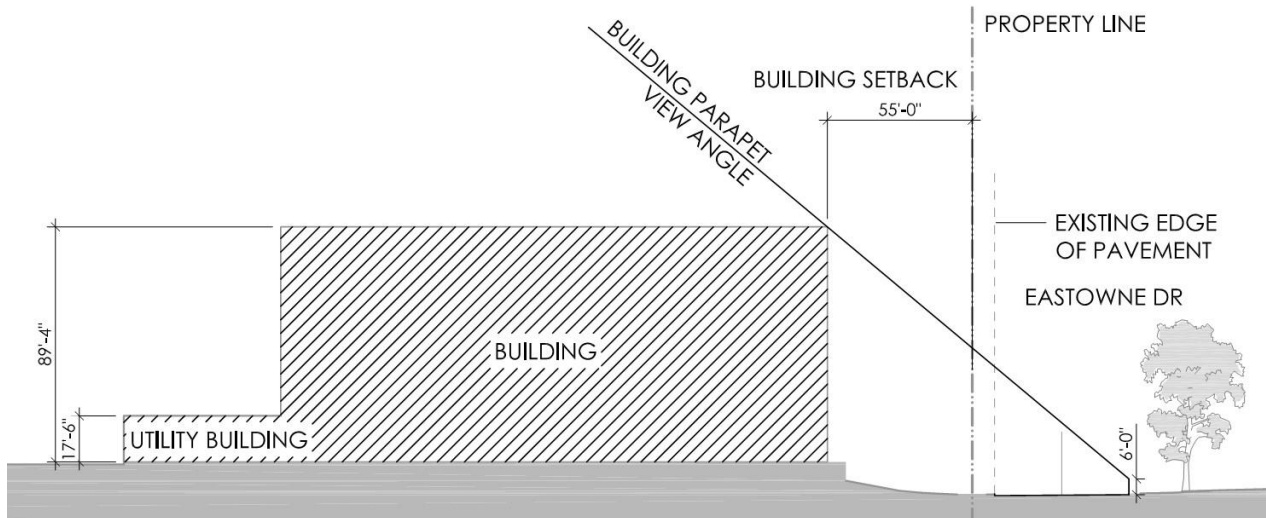 PROPERTY LINE
BUILDING PARAPET
VIEW ANGLE
BUILDING SETBACK
55'-0"
EXISTING EDGE
OF PAVEMENT
EASTOWNE DR
89'-4"
BUILDING
17'-6"
UTILITY BUILDING
6'-0"